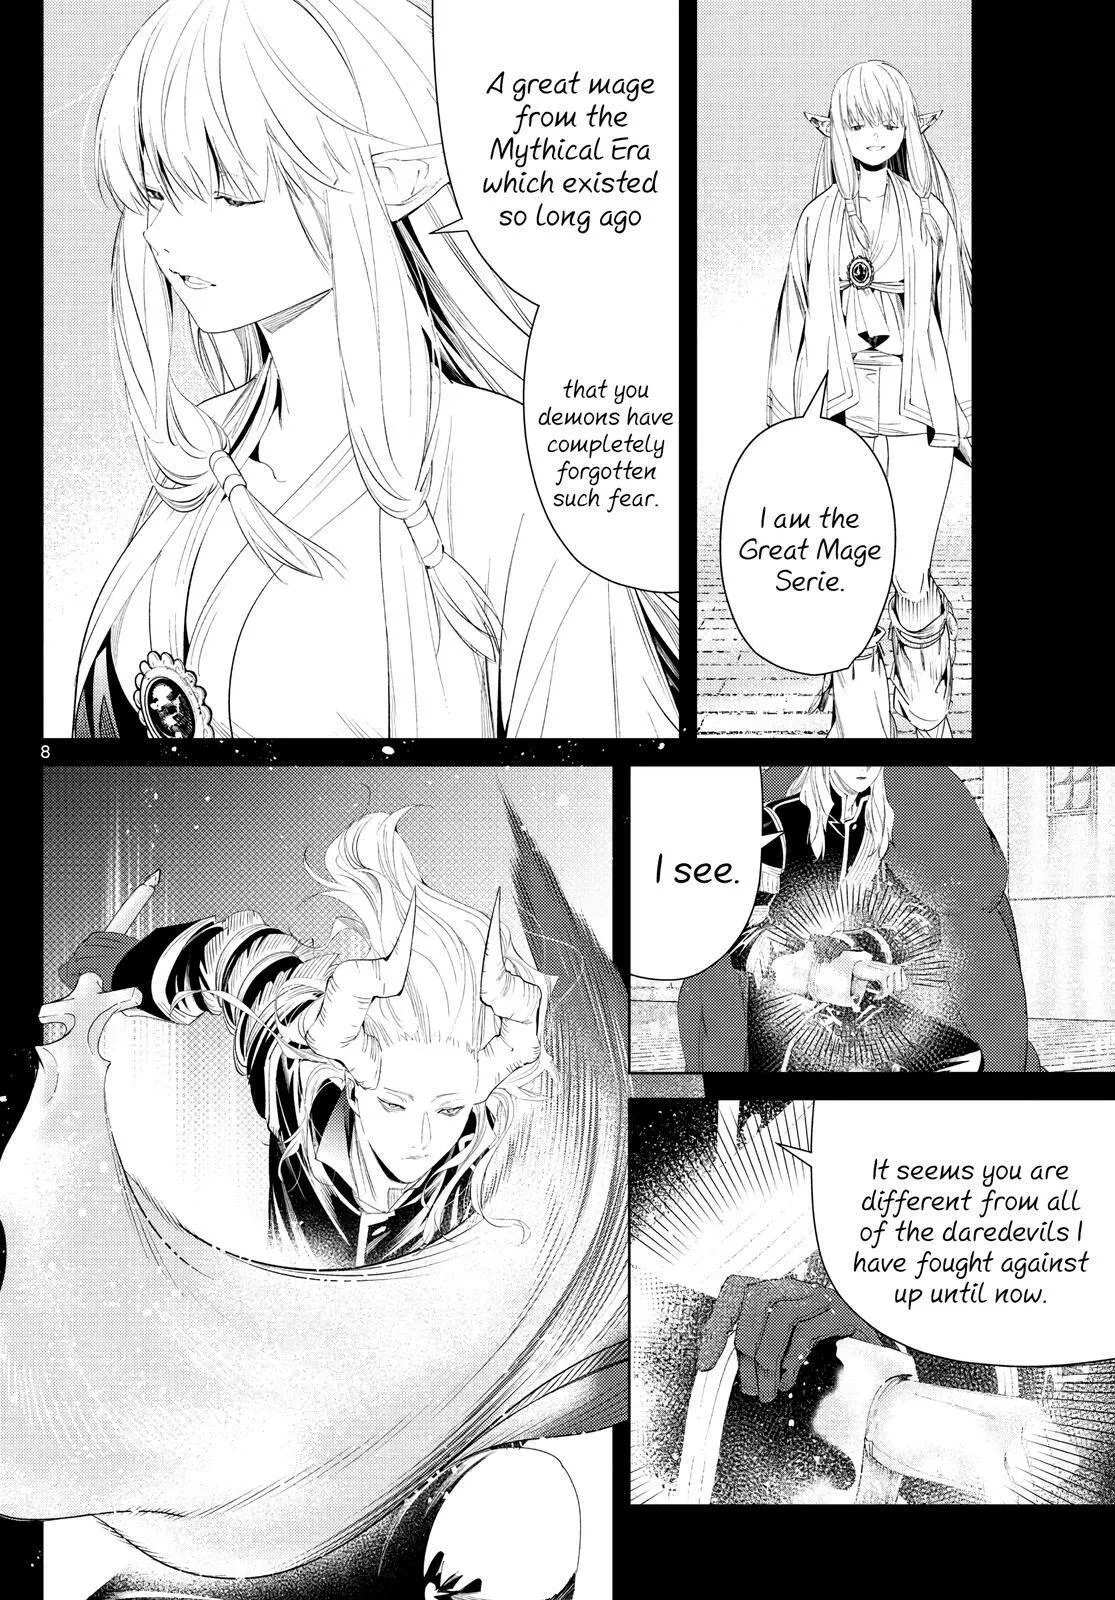 I am the
Great Mage
Serie.
A great mage
from the
Mythical Era
which existed
so long ago
that you
demons have
completely
forgotten
such fear.
8
I see.
It seems you are
different from all
of the daredevils I
have fought against
up until now.